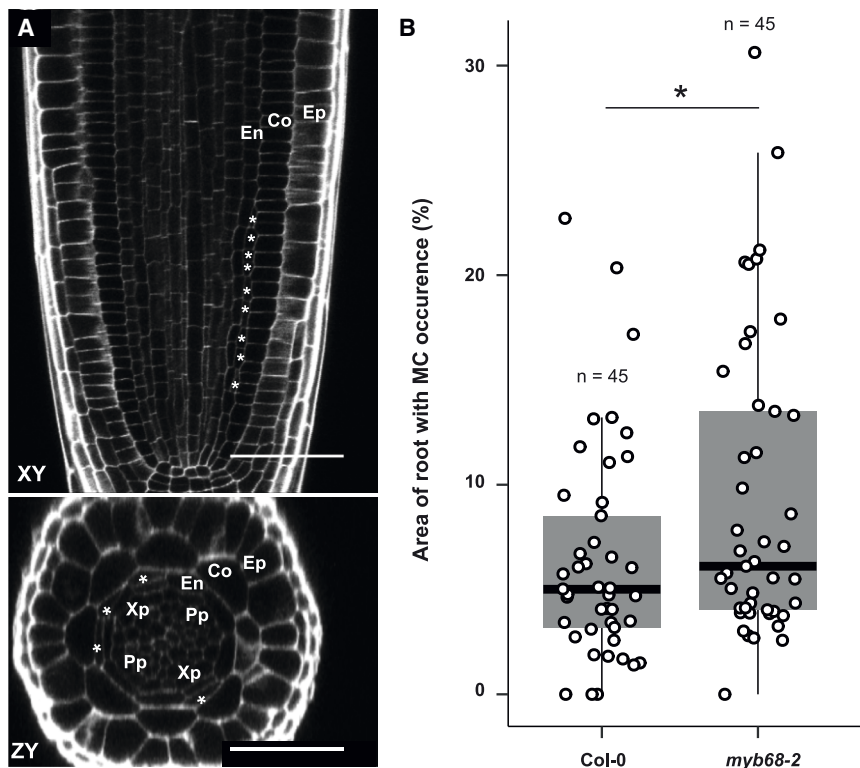 A
En Co Ep
*
*
*
*
*
*
*
*
*
XY
En Co Ep
*
Xp Pp
*
*
Pp Xp
*
ZY
B
n = 45
30
*
20
n = 45
10
0
Area of root with MC occurence (%)
Col-0 myb68-2